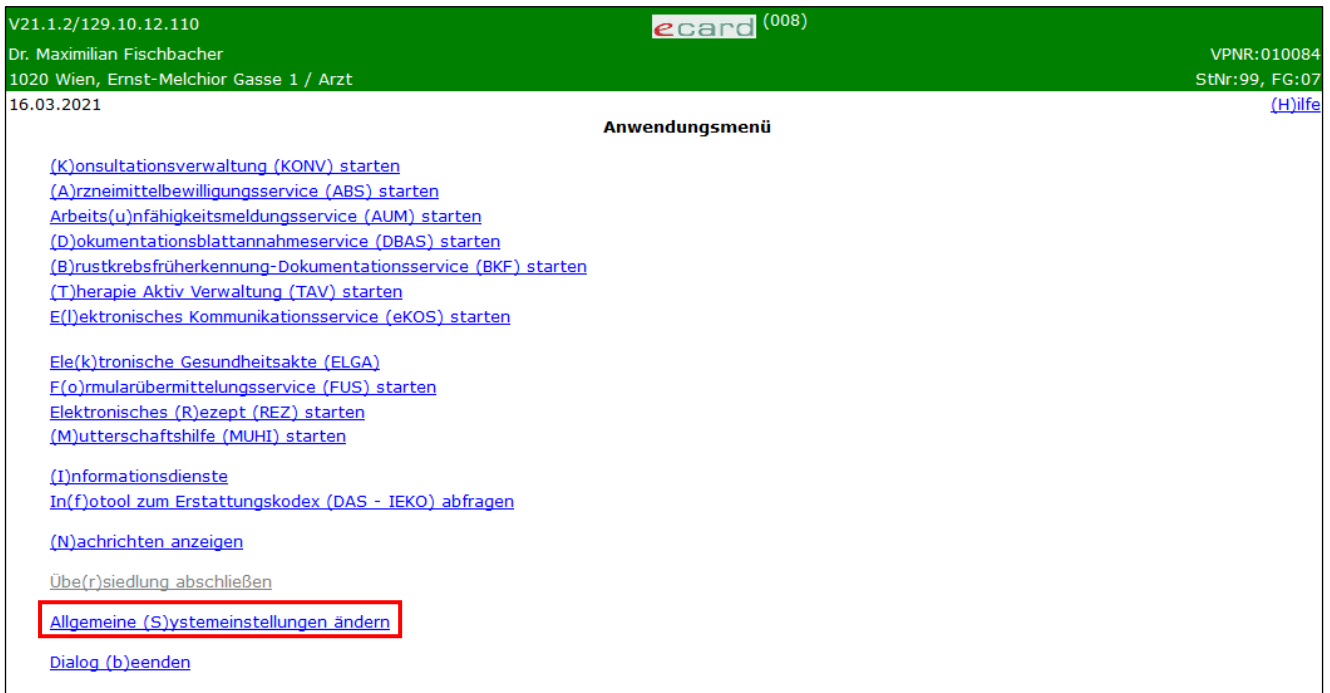 V21.1.2/129.10.12.110
ecard (008)
Dr. Maximilian Fischbacher
VPNR:010084
1020 Wien, Ernst-Melchior Gasse 1 / Arzt
StNr:99, FG:07
16.03.2021
(H)ilfe
Anwendungsmenü
(K)onsultationsverwaltung (KONV) starten
(A)rzneimittelbewilligungsservice (ABS) starten
Arbeits(u)nfähigkeitsmeldungsservice (AUM) starten
(D)okumentationsblattannahmeservice (DBAS) starten
(B)rustkrebsfrüherkennung-Dokumentationsservice (BKF) starten
(T)herapie Aktiv Verwaltung (TAV) starten
E(l)ektronisches Kommunikationsservice (eKOS) starten
Ele(k)tronische Gesundheitsakte (ELGA)
F(o)rmularübermittelungsservice (FUS) starten
Elektronisches (R)ezept (REZ) starten
(M)utterschaftshilfe (MUHI) starten
(I)nformationsdienste
In(f)otool zum Erstattungskodex (DAS - IEKO) abfragen
(N)achrichten anzeigen
Übe(r)siedlung abschließen
Allgemeine (S)ystemeinstellungen ändern
Dialog (b)eenden